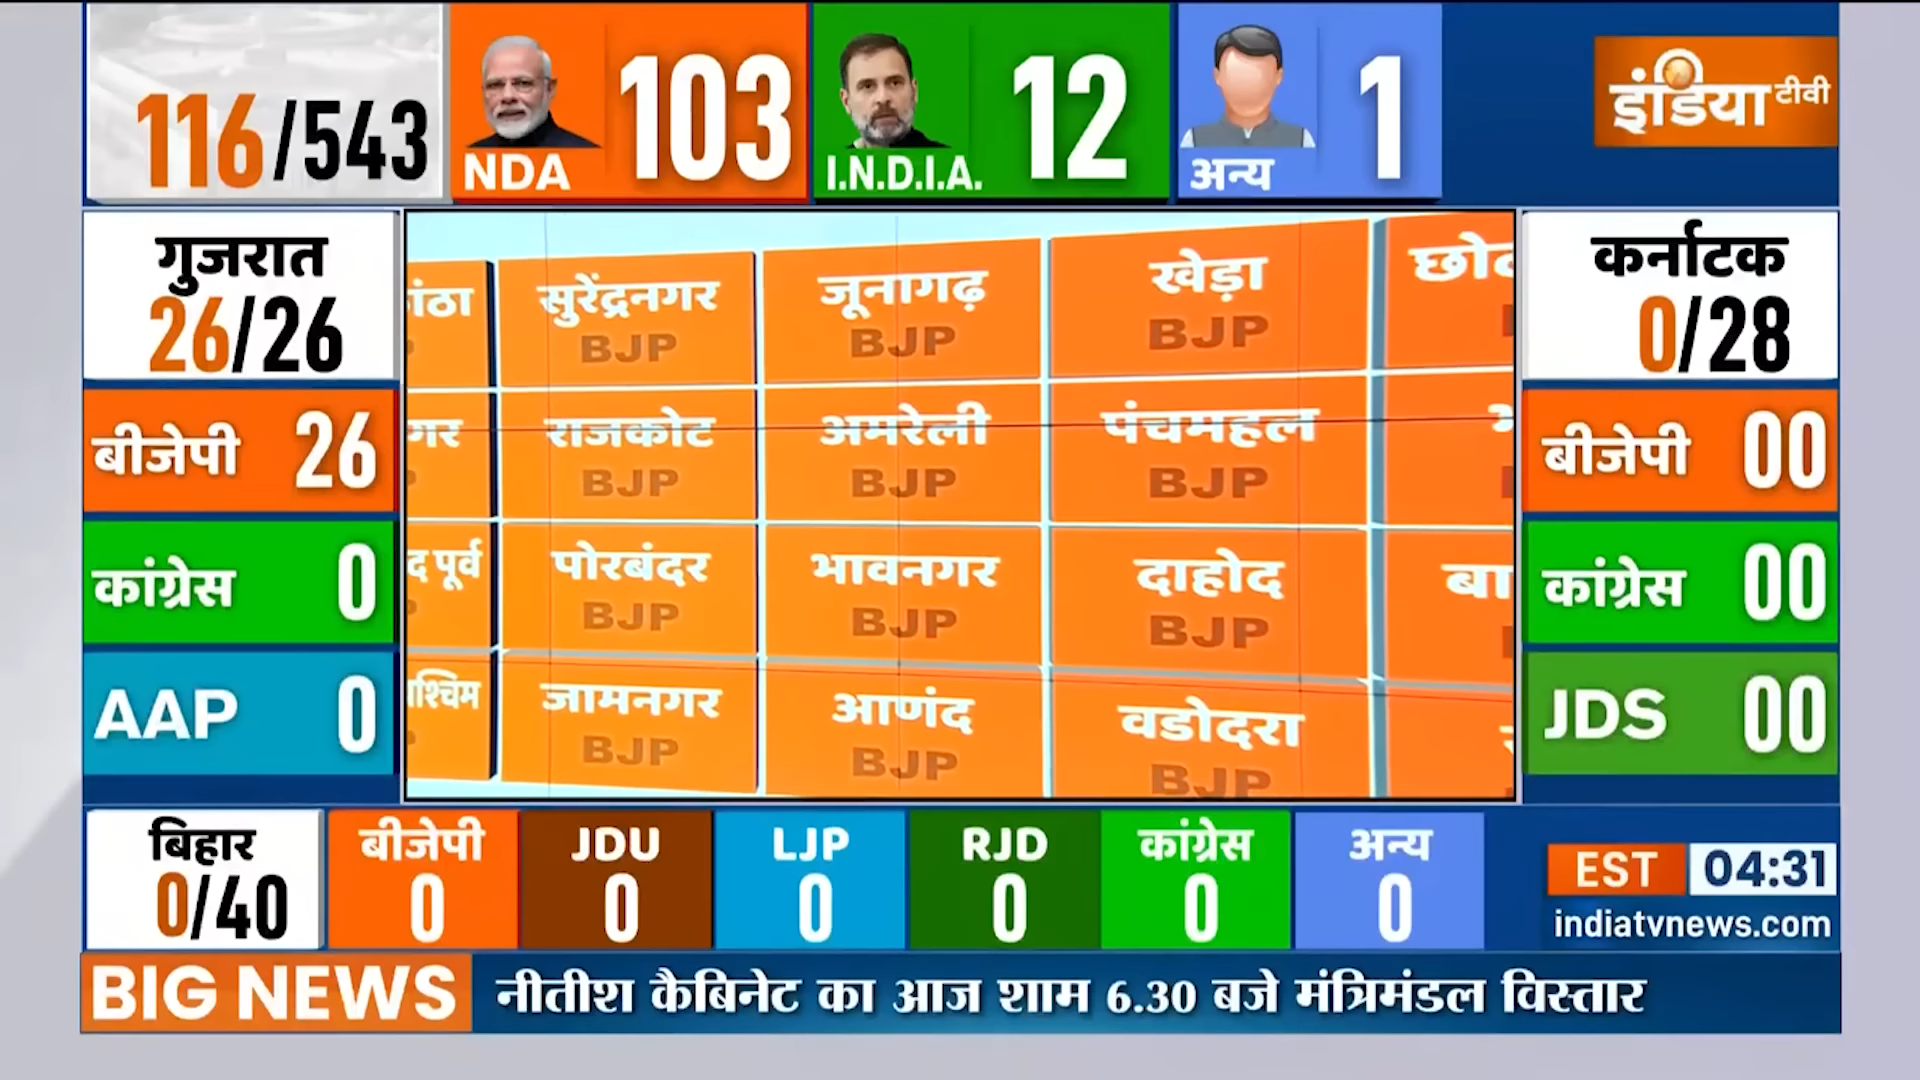 116/543
NDA 103
I.N.D.I.A. 12
अन्य 1
इंडिया टीवी
गुजरात
26/26
बीजेपी 26
कांग्रेस 0
AAP 0
सुरेंद्रनगर
BJP
जूनागढ़
BJP
खेड़ा
BJP
राजकोट
BJP
अमरेली
BJP
पंचमहल
BJP
पूर्व
पोरबंदर
BJP
भावनगर
BJP
दाहोद
BJP
जामनगर
BJP
आणंद
BJP
वडोदरा
BJP
कर्नाटक
0/28
बीजेपी 00
कांग्रेस 00
JDS 00
बिहार
0/40
बीजेपी
0
JDU
0
LJP
0
RJD
0
कांग्रेस
0
अन्य
0
EST 04:31
indiatvnews.com
BIG NEWS नीतीश कैबिनेट का आज शाम 6.30 बजे मंत्रिमंडल विस्तार